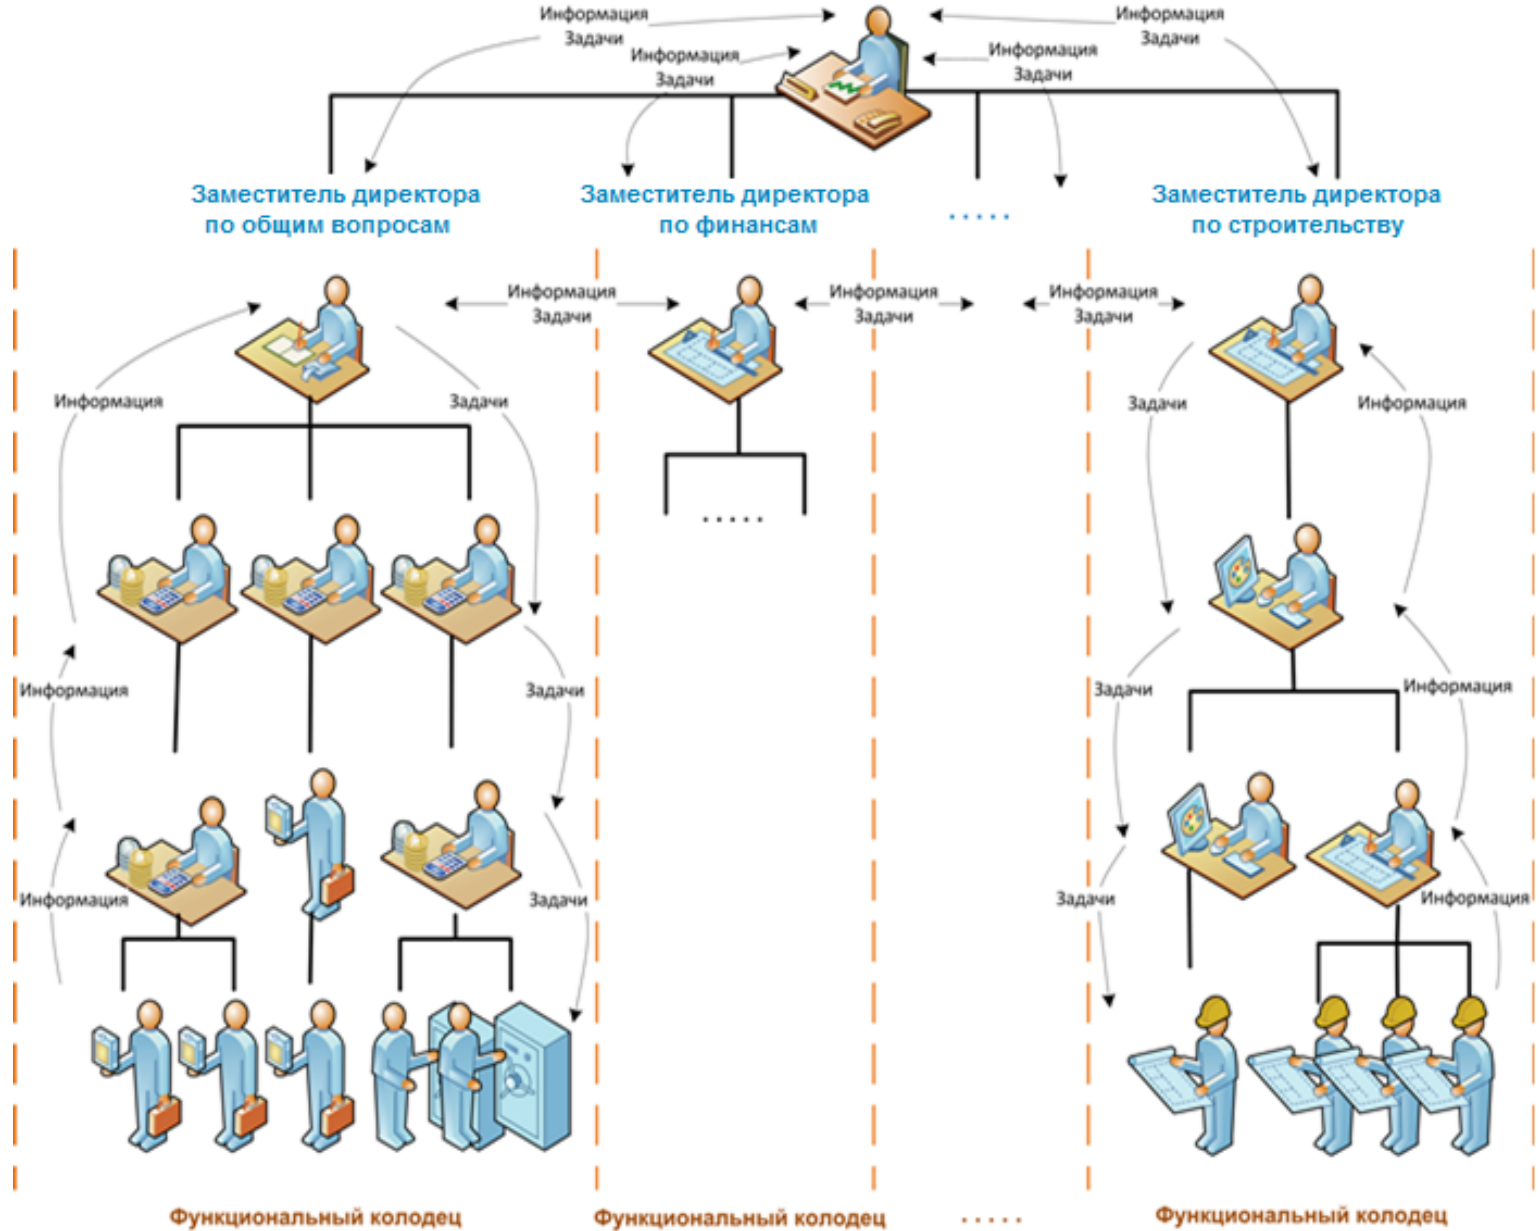 Информация
Задачи
Информация
Задачи
Информация
Задачи
Информация
Задачи
Заместитель директора
по общим вопросам
Заместитель директора
по финансам
.....
Заместитель директора
по строительству
Информация
Задачи
Информация
Задачи
Информация
Задачи
Информация
Задачи
Задачи
Информация
.....
Информация
Задачи
Задачи
Информация
Информация
Задачи
Задачи
Информация
Функциональный колодец
Функциональный колодец
.....
Функциональный колодец